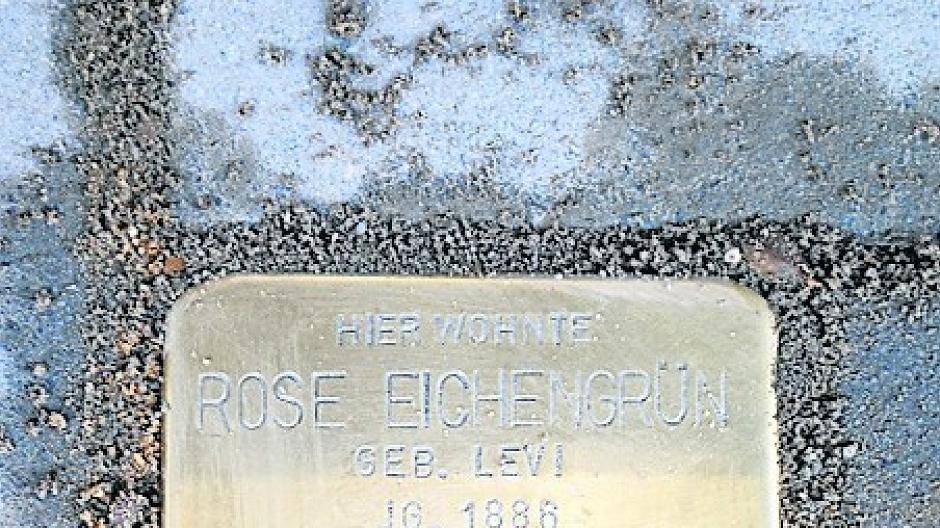 HIER WOHNTE
ROSE EICHENGRÜN
GEB. LEVI
JG. 1886